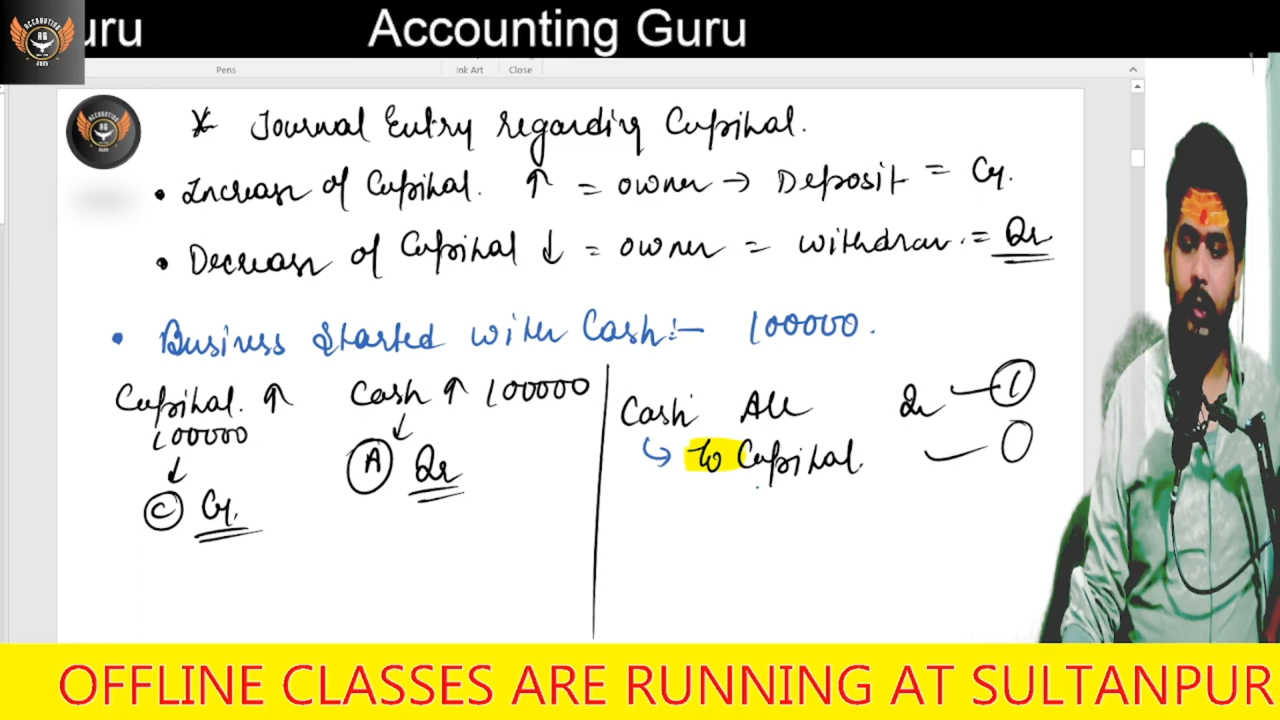 uru Accounting Guru
Pens Ink Art Close
* Journal Entry regarding Capital.
• Increase of Capital. ↑ = owner → Deposit = Cr.
• Decrease of Capital ↓ = owner = withdraw. = Dr
• Business Started with Cash:- 100000.
Capital. ↑ Cash ↑ 100000
100000
↓ ↓
C Cr. A Dr
Cash A/c Dr — 1
↪ to Capital. —
OFFLINE CLASSES ARE RUNNING AT SULTANPUR